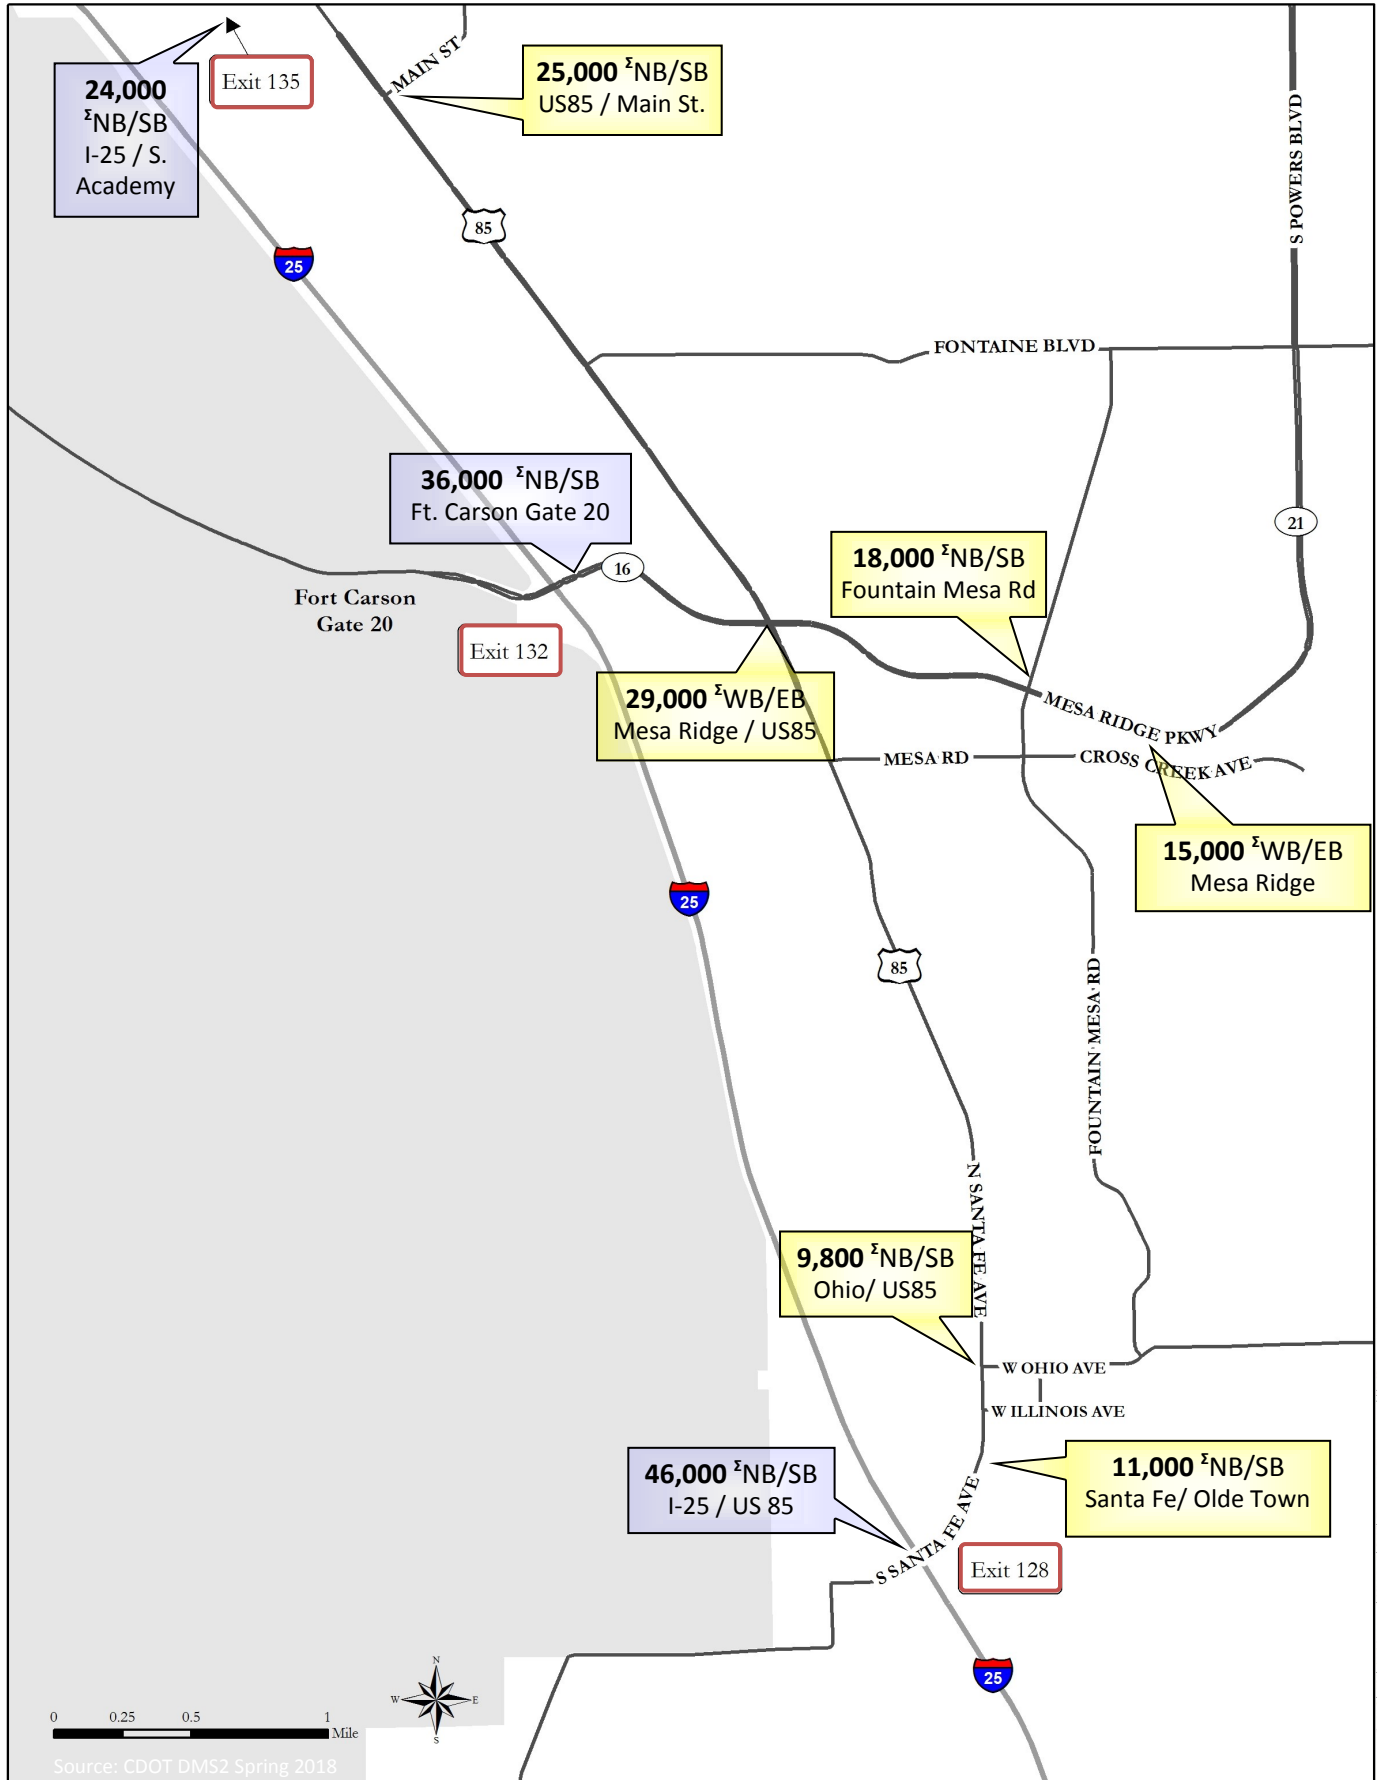 24,000
ΣNB/SB
I-25 / S.
Academy
Exit 135
MAIN ST
25,000 ΣNB/SB
US85 / Main St.
S POWERS BLVD
85
25
FONTAINE BLVD
36,000 ΣNB/SB
Ft. Carson Gate 20
16
21
18,000 ΣNB/SB
Fountain Mesa Rd
Fort Carson
Gate 20
Exit 132
29,000 ΣWB/EB
Mesa Ridge / US85
MESA RIDGE PKWY
MESA RD
CROSS CREEK AVE
15,000 ΣWB/EB
Mesa Ridge
25
85
FOUNTAIN MESA RD
N SANTA FE AVE
9,800 ΣNB/SB
Ohio/ US85
W OHIO AVE
W ILLINOIS AVE
46,000 ΣNB/SB
I-25 / US 85
11,000 ΣNB/SB
Santa Fe/ Olde Town
S SANTA FE AVE
Exit 128
25
N
W E
S
0 0.25 0.5 1
Mile
Source: CDOT DMS2 Spring 2018